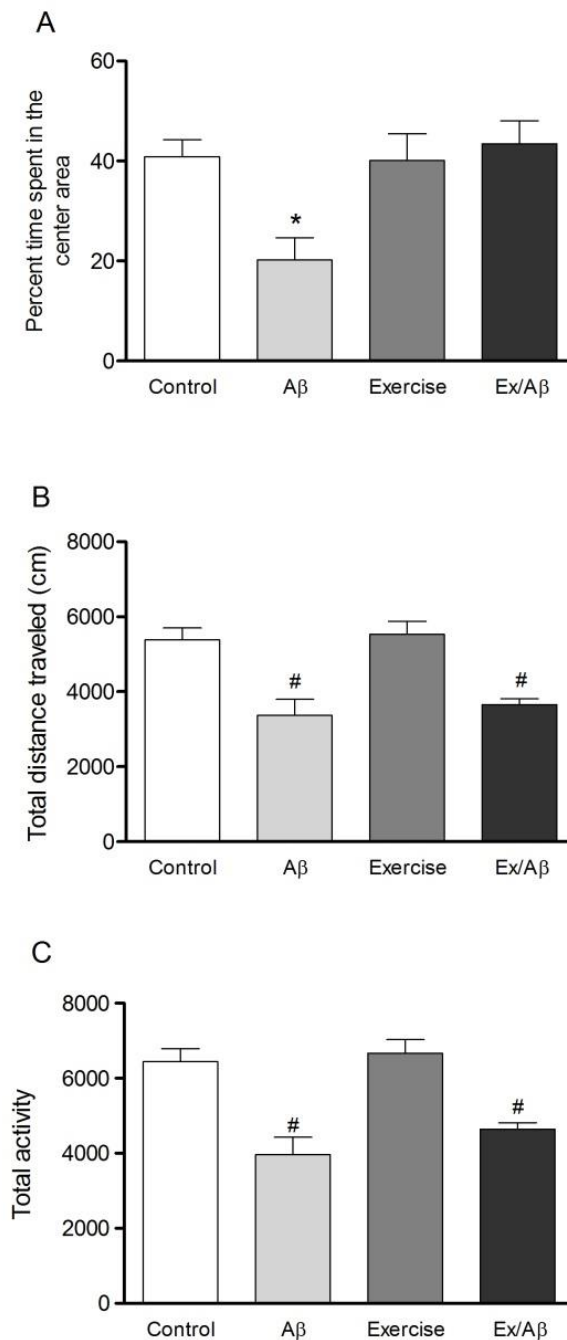 A
Percent time spent in the
center area
60
40
20
0
*
Control
Aβ
Exercise
Ex/Aβ
B
Total distance traveled (cm)
8000
6000
4000
2000
0
#
#
Control
Aβ
Exercise
Ex/Aβ
C
Total activity
8000
6000
4000
2000
0
#
#
Control
Aβ
Exercise
Ex/Aβ